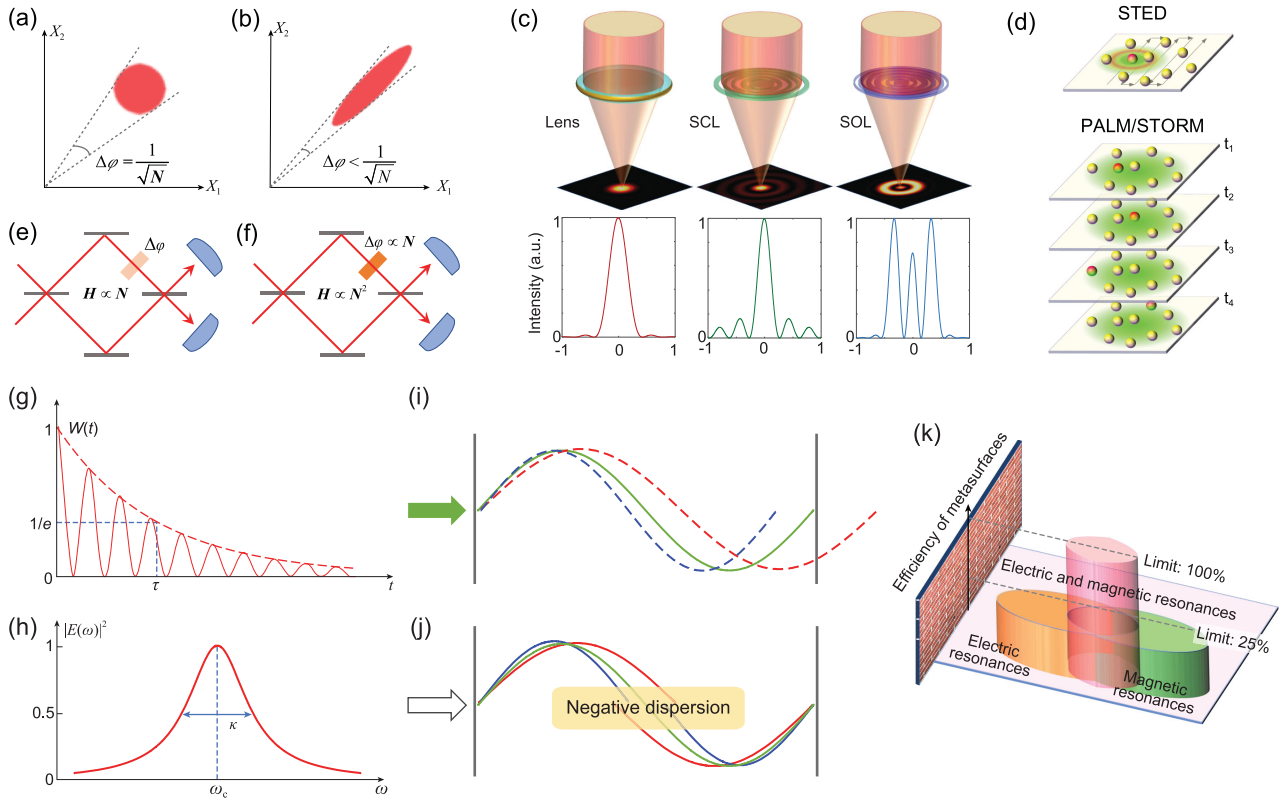 (a)
X2
Δφ = 1/√N
X1
(b)
X2
Δφ < 1/√N
X1
(c)
Lens
SCL
SOL
Intensity (a.u.)
1
0
-1
0
1
1
0
-1
0
1
1
0
-1
0
1
(d)
STED
PALM/STORM
t1
t2
t3
t4
(e)
Δφ
H ∝ N
(f)
Δφ ∝ N
H ∝ N²
(g)
1
W(t)
1/e
0
τ
t
(h)
|E(ω)|²
1
0.5
κ
0
ωc
ω
(i)
(j)
Negative dispersion
(k)
Efficiency of metasurfaces
Limit: 100%
Electric and magnetic resonances
Limit: 25%
Electric
resonances
Magnetic
resonances